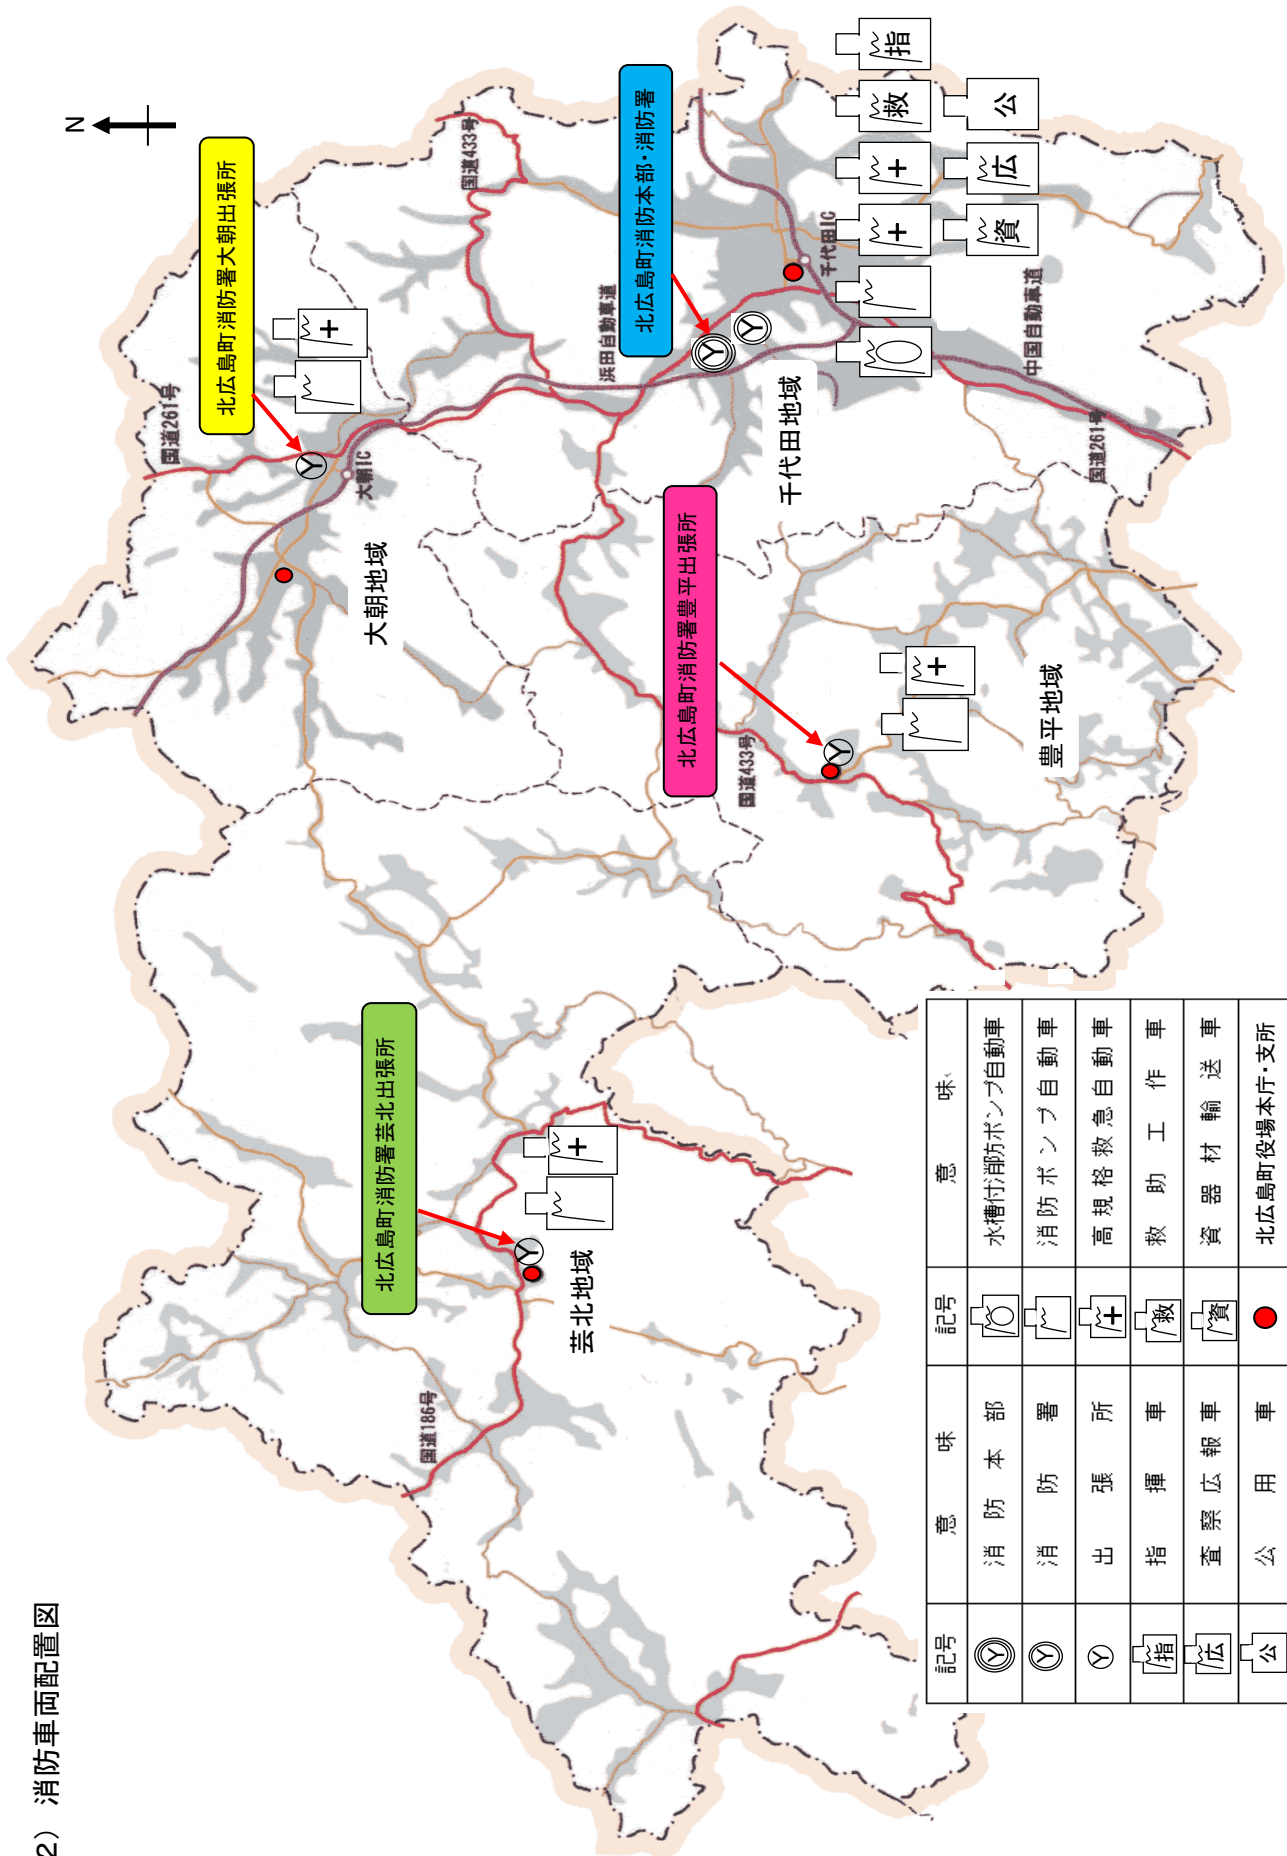 2） 消防車両配置図
N
北広島町消防署大朝出張所
国道261号
大朝IC
大朝地域
＋
国道433号
北広島町消防本部・消防署
浜田自動車道
千代田IC
千代田地域
中国自動車道
国道261号
Y
Y
Y
＋
＋
救
指
資
広
公
北広島町消防署豊平出張所
国道433号
Y
＋
豊平地域
北広島町消防署芸北出張所
Y
＋
芸北地域
国道186号
記号 意味 記号 意味
Y 消防本部 水槽付消防ポンプ自動車
Y 消防署 消防ポンプ自動車
Y 出張所 ＋ 高規格救急自動車
指 指揮車 救 救助工作車
広 査察広報車 資 資器材輸送車
公 公用車 北広島町役場本庁・支所